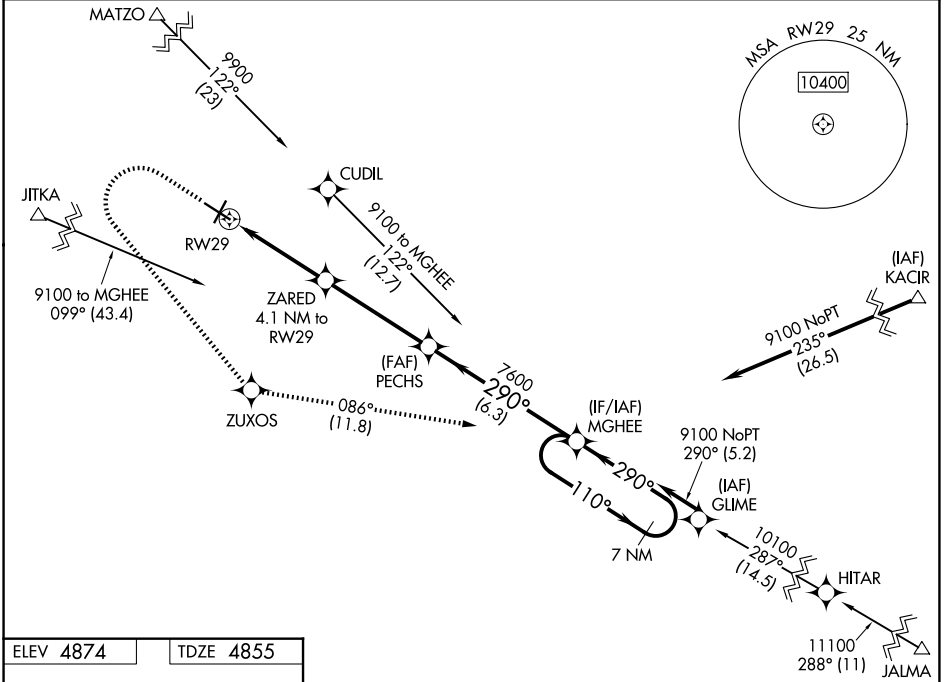 MATZO
9900
122°
(23)
MSA RW29 25 NM
10400
CUDIL
JITKA
RW29
9100 to MGHEE
122°
(12.7)
(IAF)
KACIR
9100 to MGHEE
099° (43.4)
ZARED
4.1 NM to
RW29
9100 NoPT
235°
(26.5)
(FAF)
PECHS
7600
290°
(6.3)
ZUXOS
086°
(11.8)
(IF/IAF)
MGHEE
9100 NoPT
290° (5.2)
290°
110°
(IAF)
GLIME
7 NM
10100
287°
(14.5)
HITAR
11100
288° (11)
JALMA
ELEV 4874
TDZE 4855